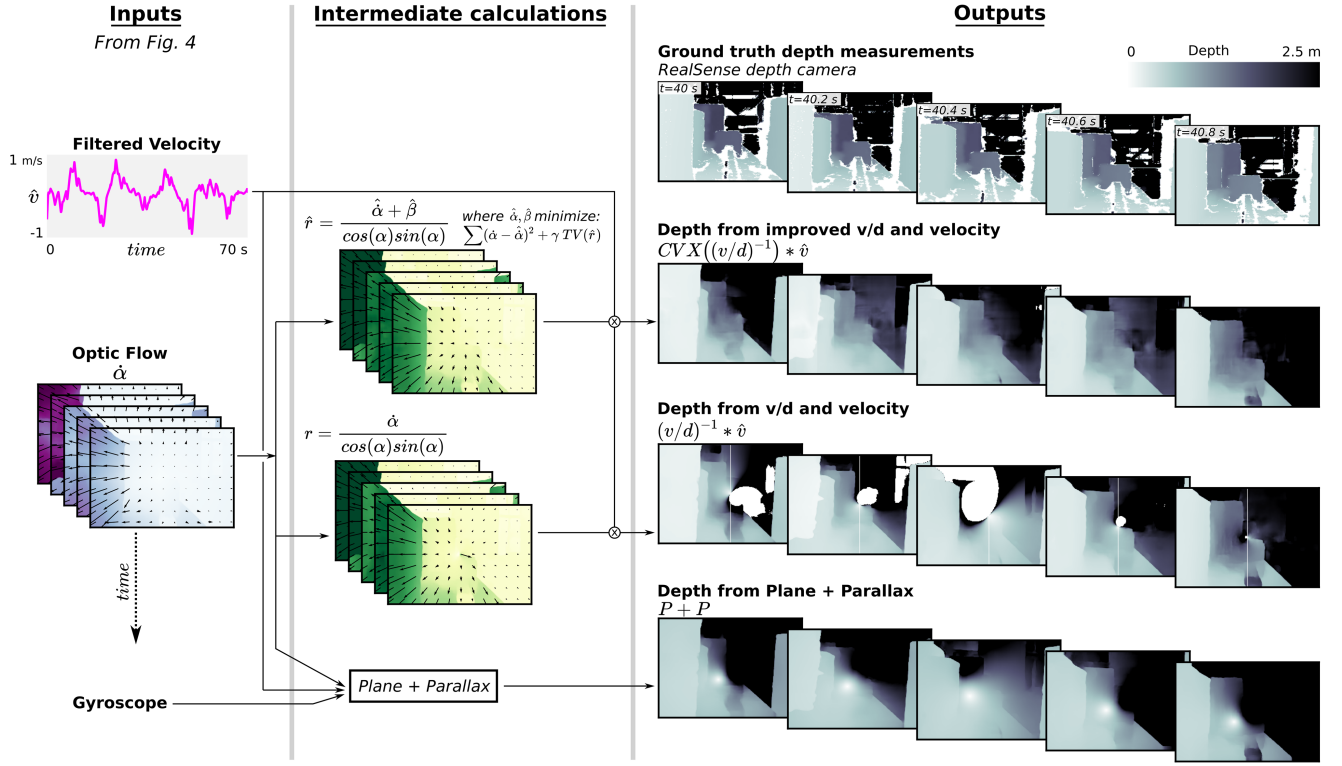 Inputs
From Fig. 4
Filtered Velocity
1 m/s
v̂
-1
0
time
70 s
Optic Flow
α̇
time
Gyroscope
Intermediate calculations
r̂ = (α̇̂ + β̂) / (cos(α)sin(α))
where α̇̂, β̂ minimize:
∑(α̇ − α̇̂)² + γ TV(r̂)
r = α̇ / (cos(α)sin(α))
Plane + Parallax
Outputs
Ground truth depth measurements
RealSense depth camera
0 Depth 2.5 m
t=40 s
t=40.2 s
t=40.4 s
t=40.6 s
t=40.8 s
Depth from improved v/d and velocity
CVX((v/d)⁻¹) * v̂
Depth from v/d and velocity
(v/d)⁻¹ * v̂
Depth from Plane + Parallax
P + P